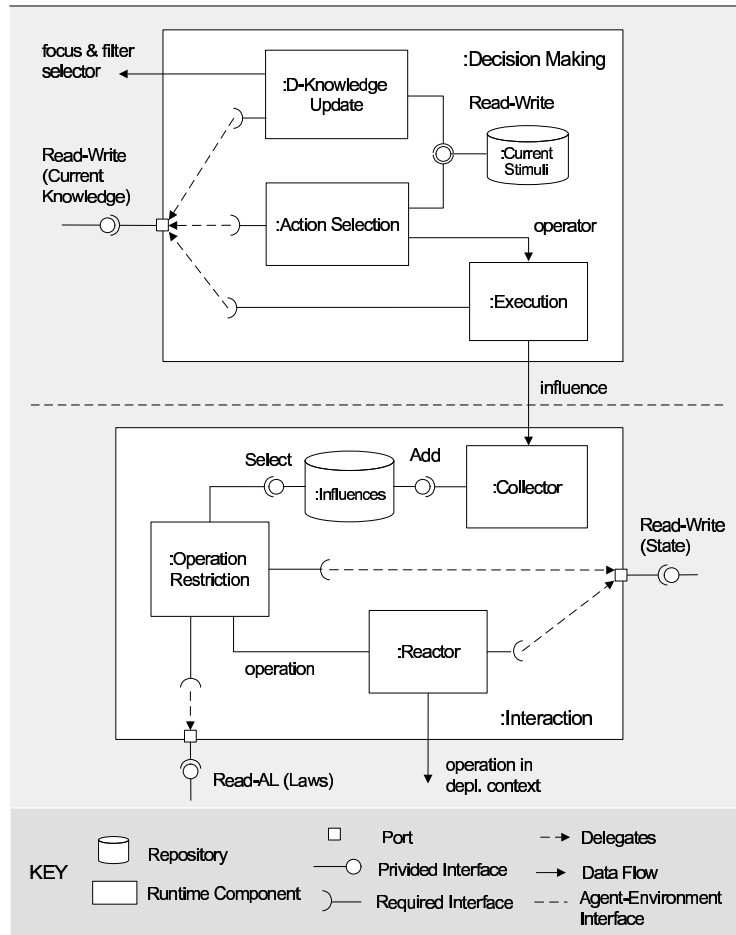 focus & filter
selector
:Decision Making
:D-Knowledge
Update
Read-Write
:Current
Stimuli
Read-Write
(Current
Knowledge)
:Action Selection
operator
:Execution
influence
Select
Add
:Influences
:Collector
:Operation
Restriction
Read-Write
(State)
operation
:Reactor
:Interaction
Read-AL (Laws)
operation in
depl. context
KEY
Repository
Runtime Component
Port
Privided Interface
Required Interface
Delegates
Data Flow
Agent-Environment
Interface